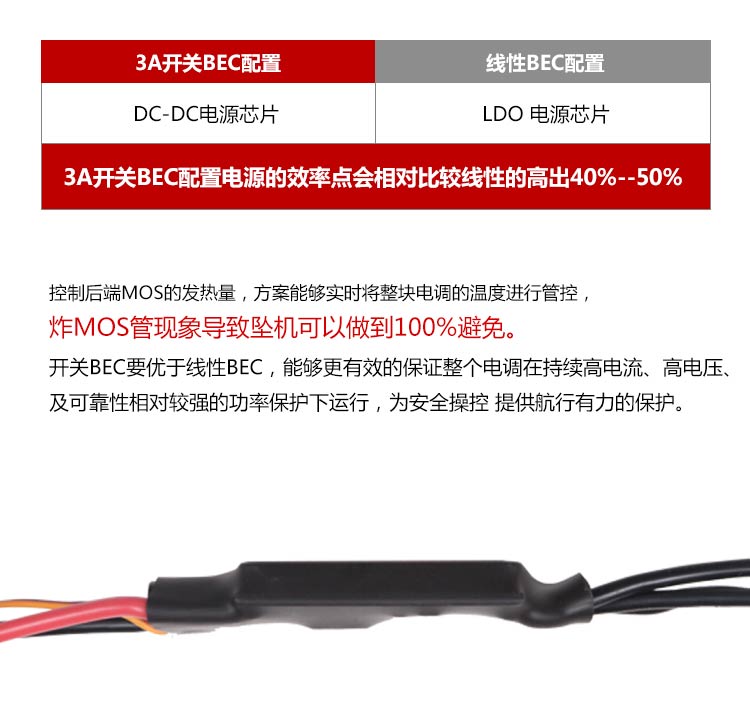 3A开关BEC配置 线性BEC配置
DC-DC电源芯片 LDO 电源芯片
3A开关BEC配置电源的效率点会相对比较线性的高出40%--50%
控制后端MOS的发热量，方案能够实时将整块电调的温度进行管控，
炸MOS管现象导致坠机可以做到100%避免。
开关BEC要优于线性BEC，能够更有效的保证整个电调在持续高电流、高电压、
及可靠性相对较强的功率保护下运行，为安全操控 提供航行有力的保护。